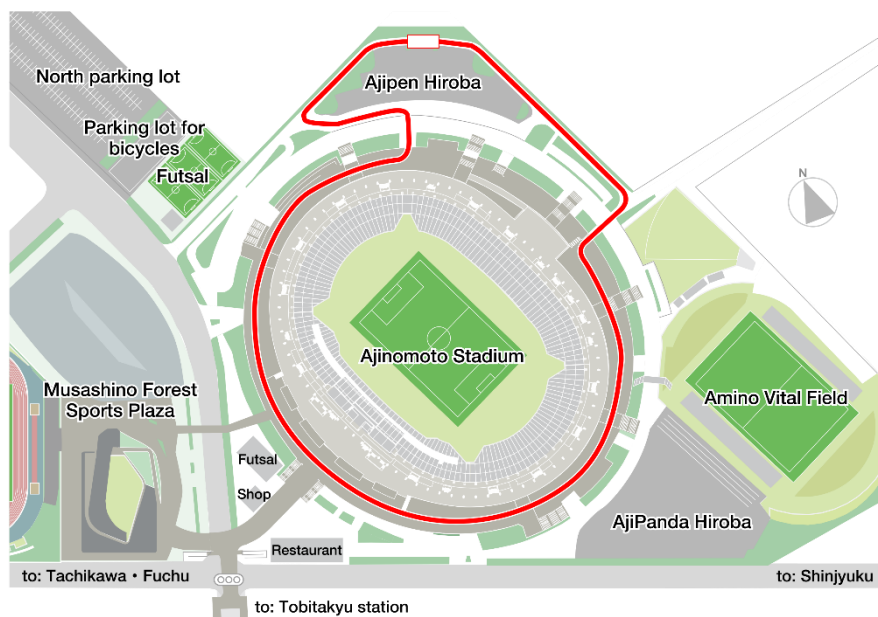 North parking lot
Ajipen Hiroba
Parking lot for
bicycles
Futsal
N
Ajinomoto Stadium
Musashino Forest
Sports Plaza
Amino Vital Field
Futsal
Shop
AjiPanda Hiroba
Restaurant
to: Tachikawa・Fuchu
to: Shinjyuku
to: Tobitakyu station